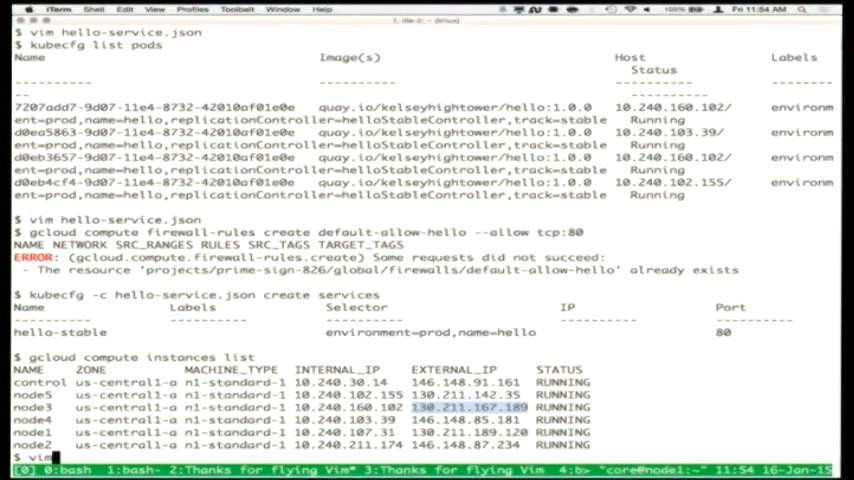 iTerm Shell Edit View Profiles Toolbelt Window Help 100% Fri 11:54 AM
$ vim hello-service.json
$ kubecfg list pods
Name Image(s) Host Labels
Status
---------- ---------- ---------- --------
-- ----------
7207add7-9d07-11e4-8732-42010af01e0e quay.io/kelseyhightower/hello:1.0.0 10.240.160.102/ environm
ent=prod,name=hello,replicationController=helloStableController,track=stable Running
d0ea5863-9d07-11e4-8732-42010af01e0e quay.io/kelseyhightower/hello:1.0.0 10.240.103.39/ environm
ent=prod,name=hello,replicationController=helloStableController,track=stable Running
d0eb3657-9d07-11e4-8732-42010af01e0e quay.io/kelseyhightower/hello:1.0.0 10.240.160.102/ environm
ent=prod,name=hello,replicationController=helloStableController,track=stable Running
d0eb4cf4-9d07-11e4-8732-42010af01e0e quay.io/kelseyhightower/hello:1.0.0 10.240.102.155/ environm
ent=prod,name=hello,replicationController=helloStableController,track=stable Running
$ vim hello-service.json
$ gcloud compute firewall-rules create default-allow-hello --allow tcp:80
NAME NETWORK SRC_RANGES RULES SRC_TAGS TARGET_TAGS
ERROR: (gcloud.compute.firewall-rules.create) Some requests did not succeed:
- The resource 'projects/prime-sign-826/global/firewalls/default-allow-hello' already exists
$ kubecfg -c hello-service.json create services
Name Labels Selector IP Port
---------- ---------- ---------- ---------- ----------
hello-stable environment=prod,name=hello 80
$ gcloud compute instances list
NAME ZONE MACHINE_TYPE INTERNAL_IP EXTERNAL_IP STATUS
control us-central1-a n1-standard-1 10.240.30.14 146.148.91.161 RUNNING
node5 us-central1-a n1-standard-1 10.240.102.155 130.211.142.35 RUNNING
node3 us-central1-a n1-standard-1 10.240.160.102 130.211.167.189 RUNNING
node4 us-central1-a n1-standard-1 10.240.103.39 146.148.85.181 RUNNING
node1 us-central1-a n1-standard-1 10.240.107.31 130.211.189.120 RUNNING
node2 us-central1-a n1-standard-1 10.240.211.174 146.148.87.234 RUNNING
$ vim
[0] 0:bash 1:bash- 2:Thanks for flying Vim* 3:Thanks for flying Vim 4:b> "core@node1:~" 11:54 16-Jan-15